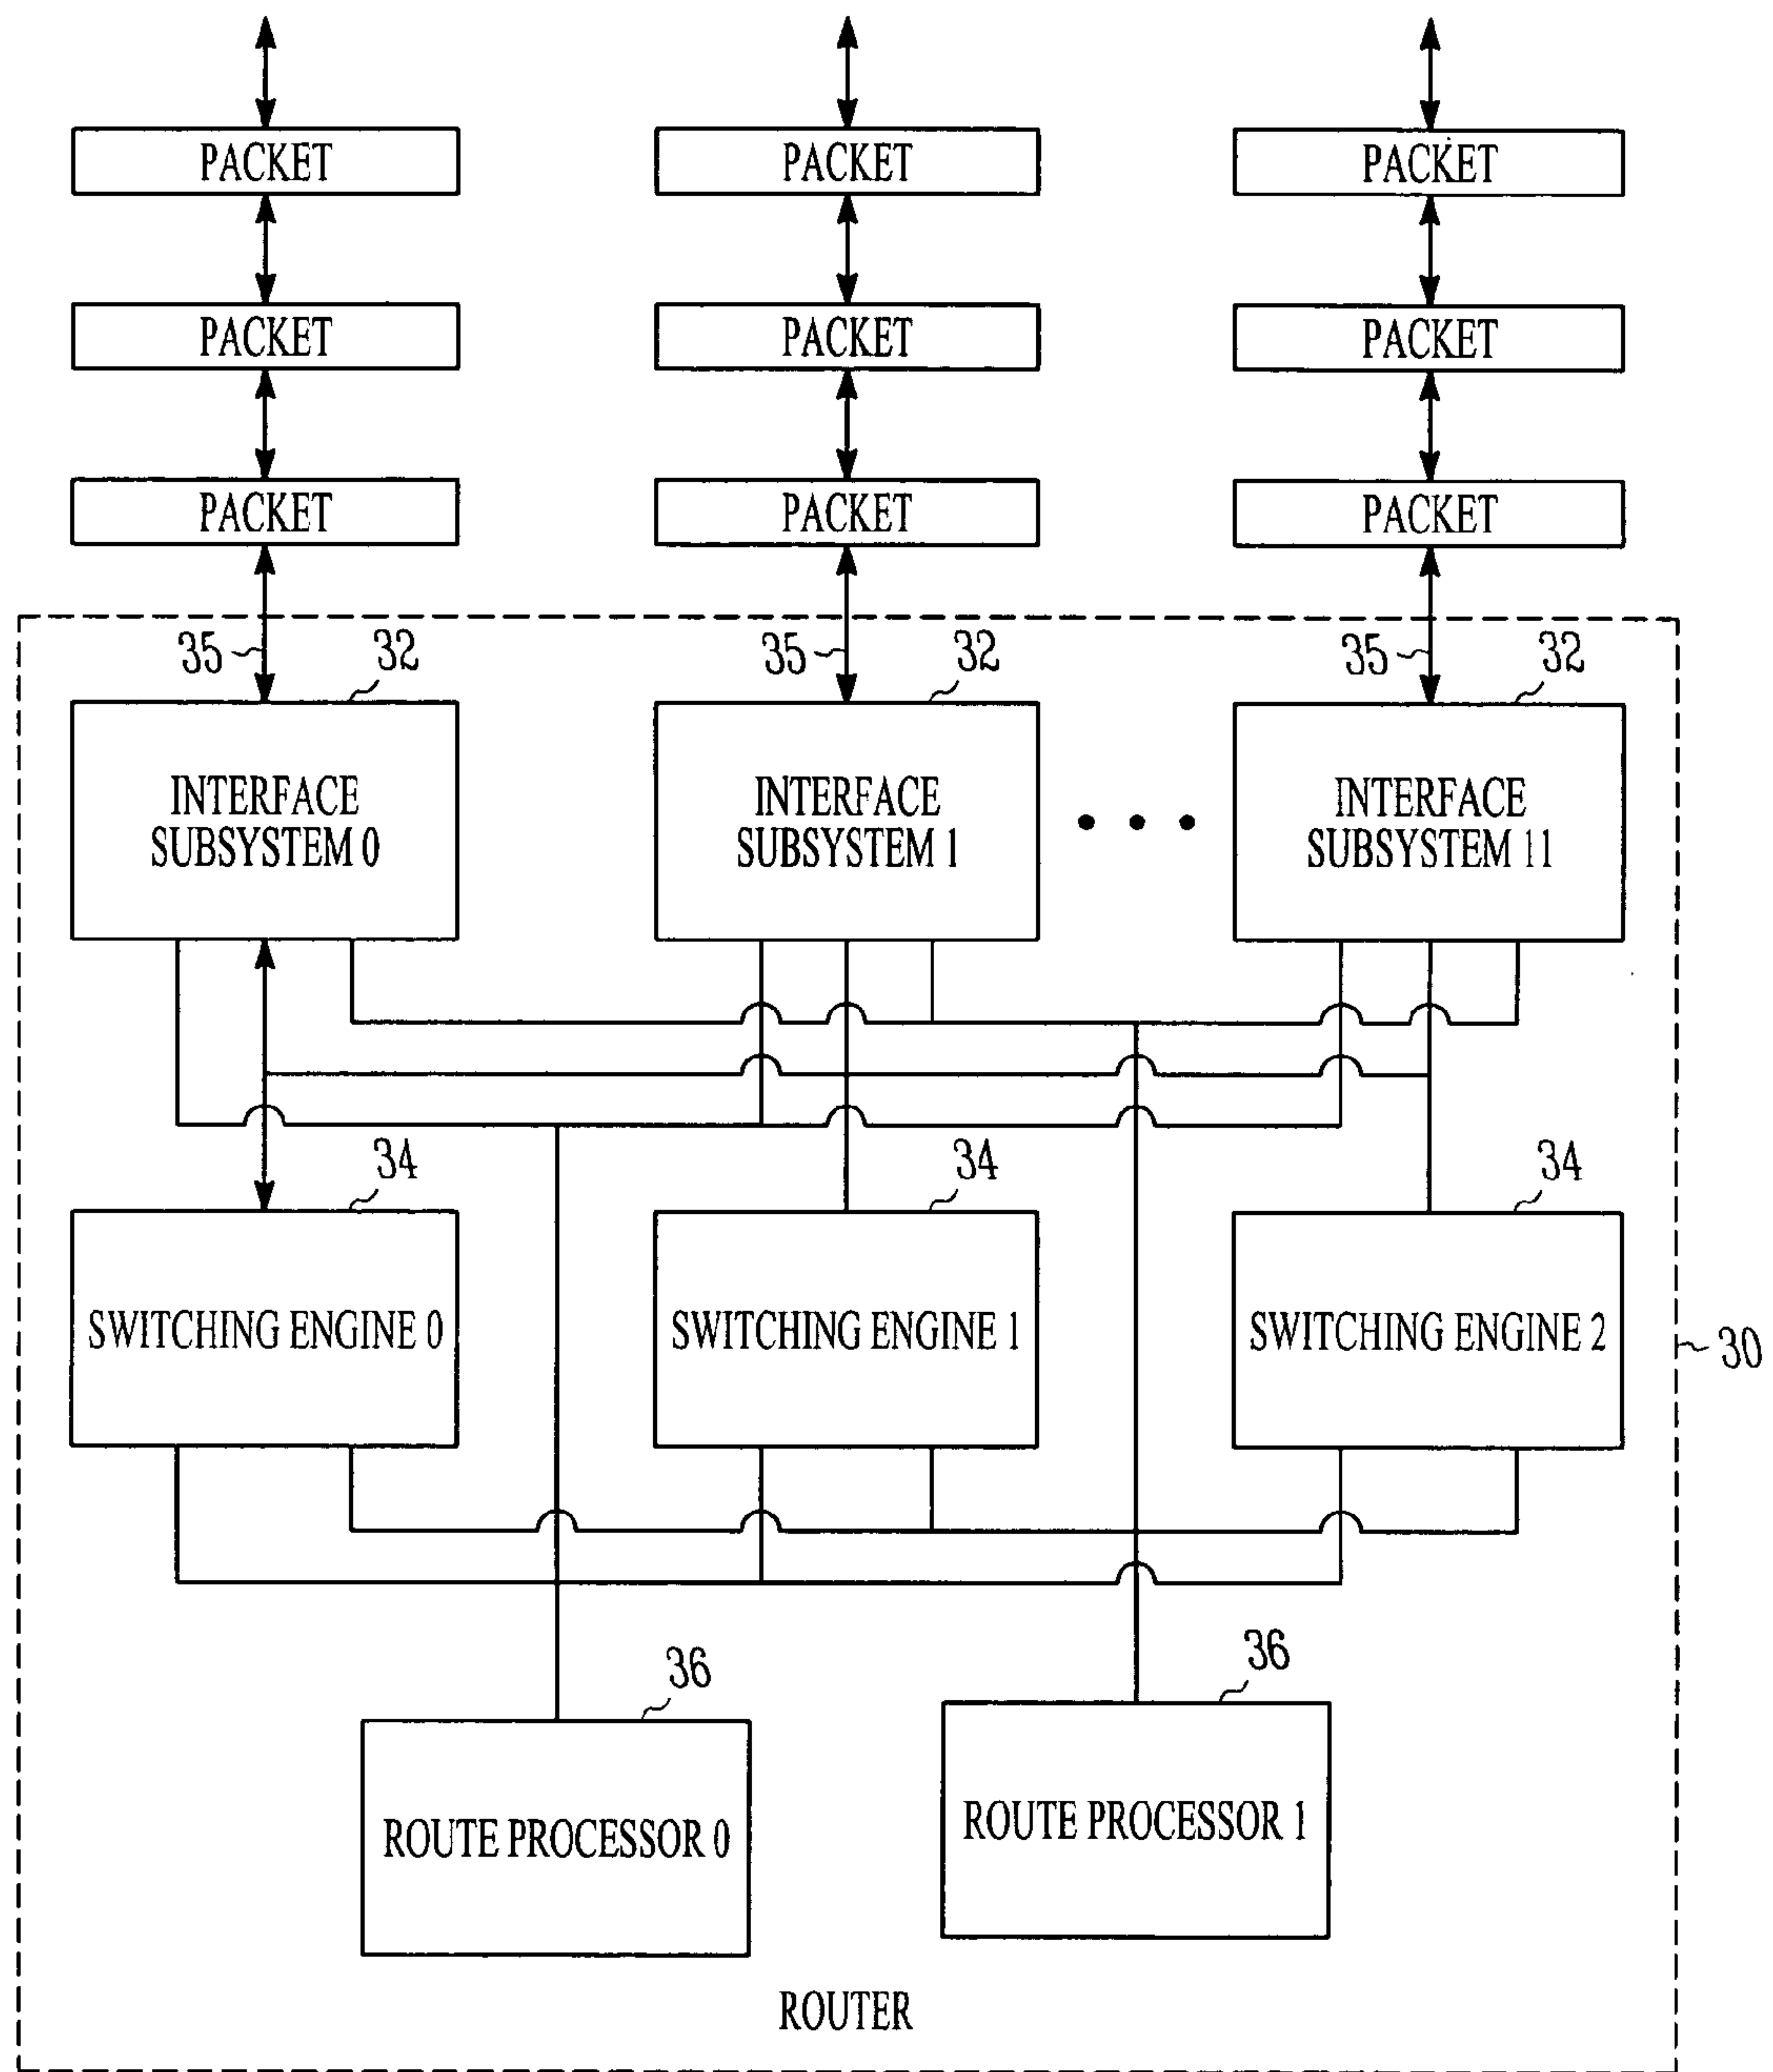 PACKET PACKET PACKET
PACKET PACKET PACKET
PACKET PACKET PACKET
35 32 35 32 35 32
INTERFACE SUBSYSTEM 0
INTERFACE SUBSYSTEM 1
• • •
INTERFACE SUBSYSTEM 11
34 34 34
SWITCHING ENGINE 0 SWITCHING ENGINE 1 SWITCHING ENGINE 2
30
36 36
ROUTE PROCESSOR 0 ROUTE PROCESSOR 1
ROUTER